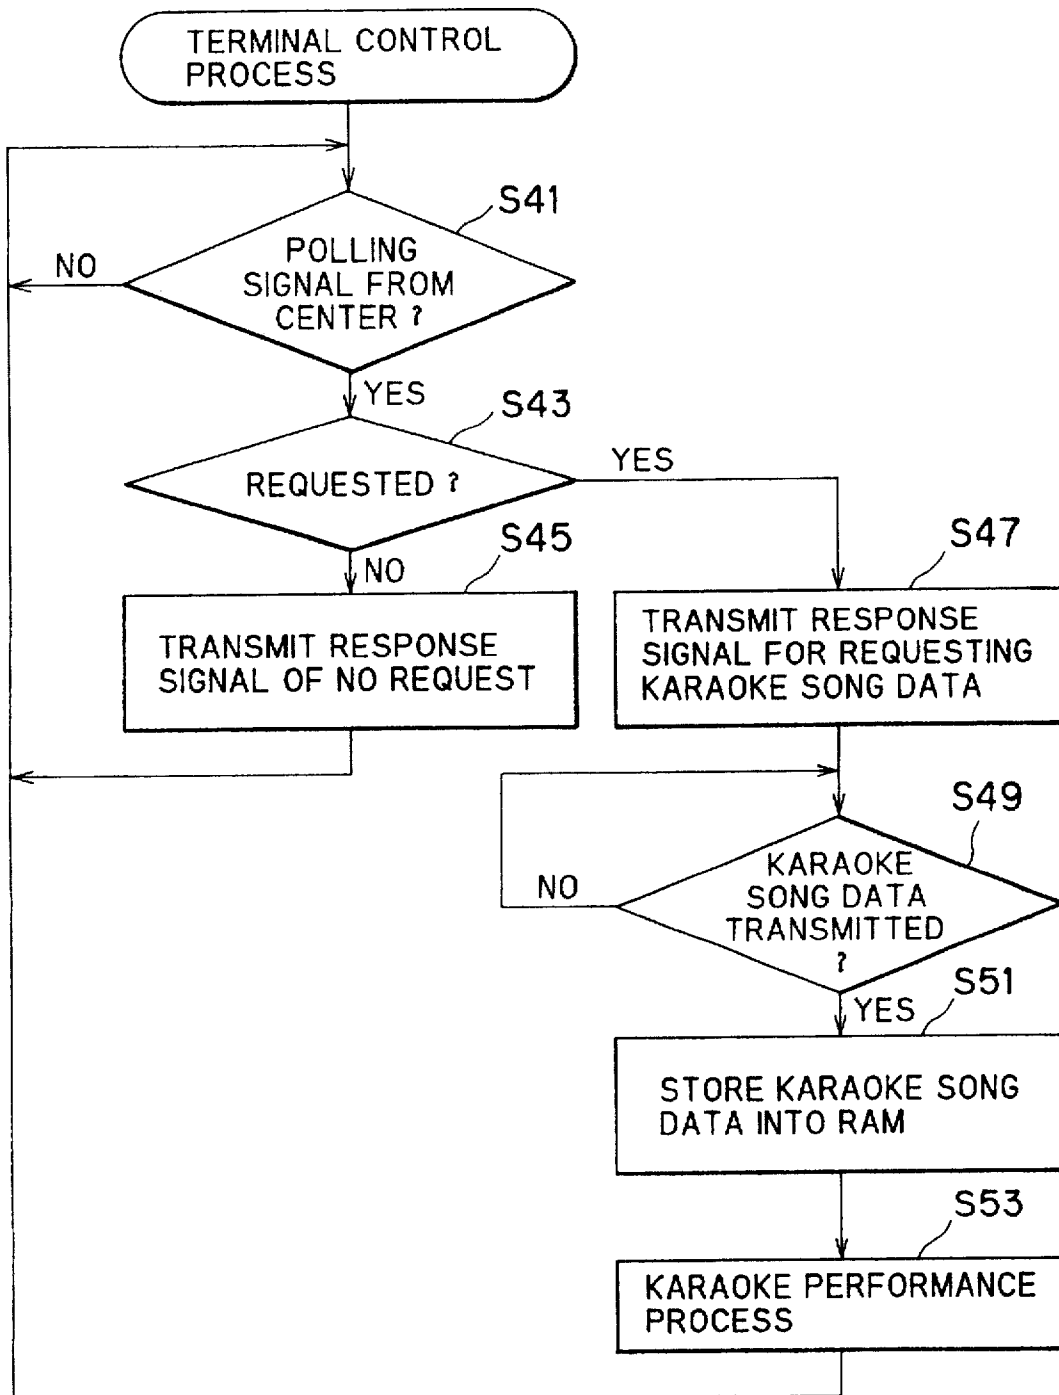 TERMINAL CONTROL
PROCESS
S41
NO
POLLING
SIGNAL FROM
CENTER ?
YES
S43
REQUESTED ?
YES
S45
NO
S47
TRANSMIT RESPONSE
SIGNAL OF NO REQUEST
TRANSMIT RESPONSE
SIGNAL FOR REQUESTING
KARAOKE SONG DATA
S49
NO
KARAOKE
SONG DATA
TRANSMITTED
?
S51
YES
STORE KARAOKE SONG
DATA INTO RAM
S53
KARAOKE PERFORMANCE
PROCESS